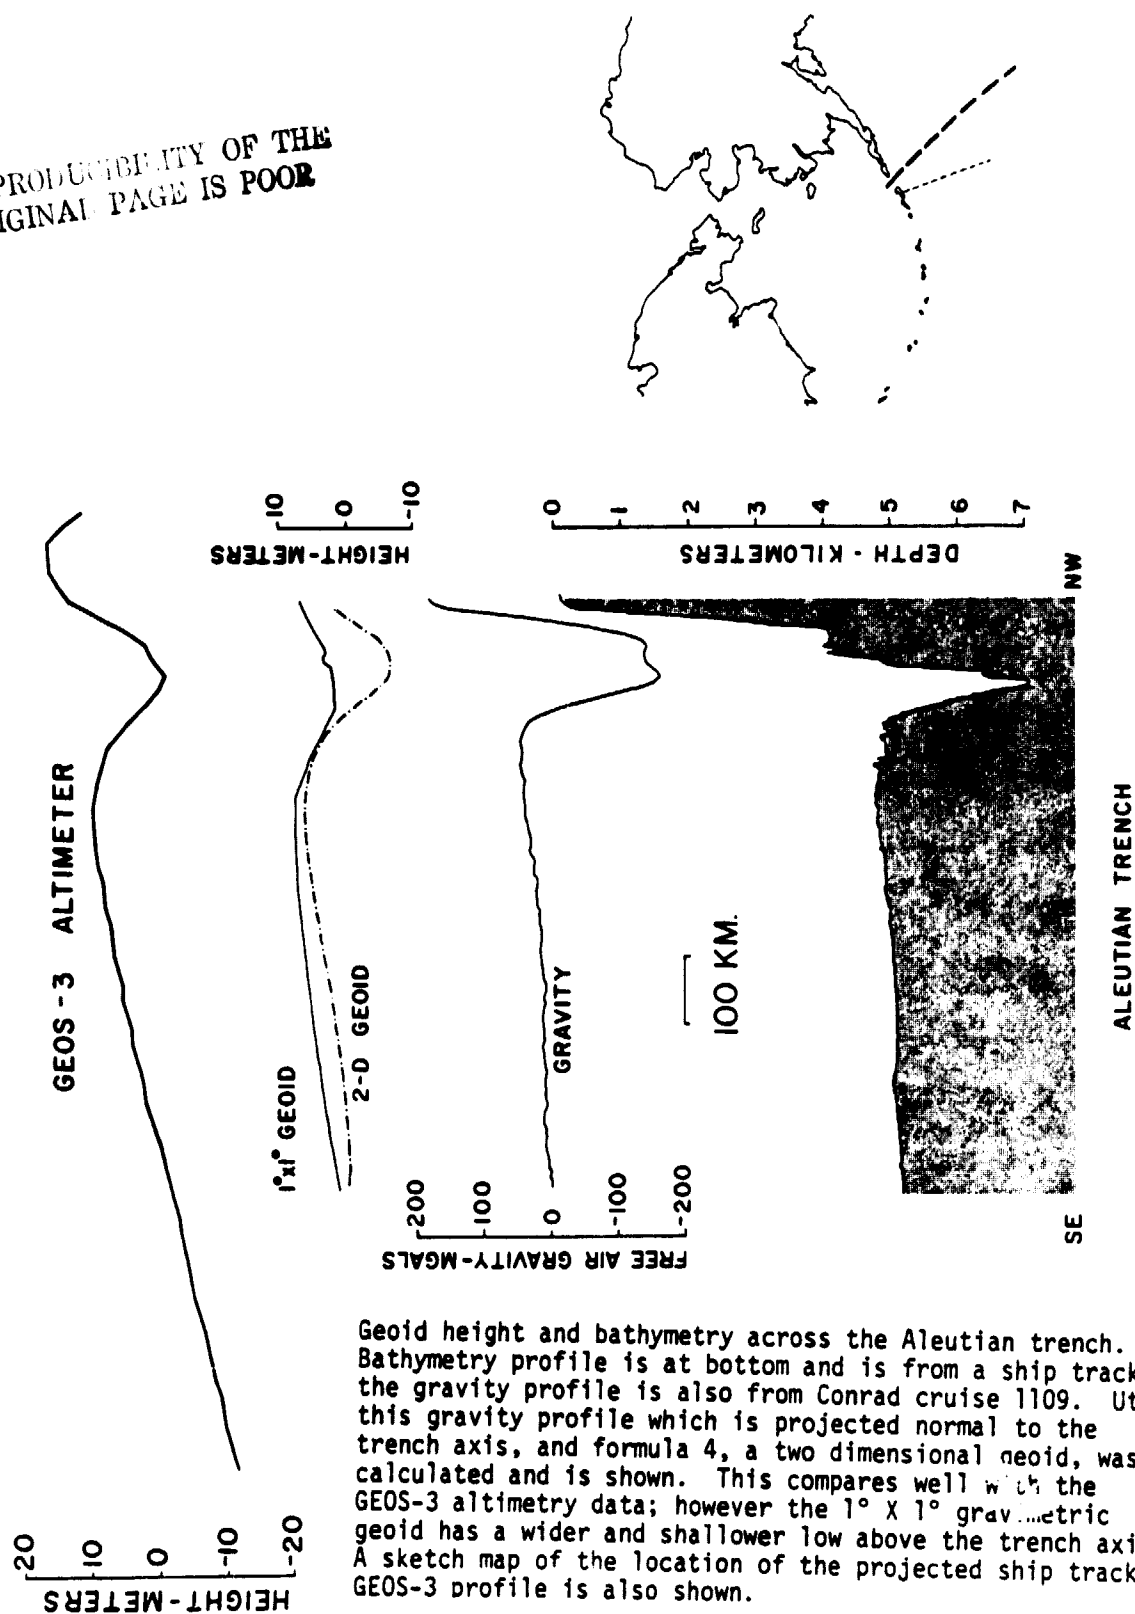 OF THE
PAGE IS POOR
GEOS-3 ALTIMETER
20
10
0
-10
-20
HEIGHT-METERS
10
0
-10
HEIGHT-METERS
1°x1° GEOID
2-D GEOID
200
100
0
-100
-200
FREE AIR GRAVITY-MGALS
GRAVITY
100 KM.
0
1
2
3
4
5
6
7
DEPTH - KILOMETERS
SE
NW
ALEUTIAN TRENCH
Geoid height and bathymetry across the Aleutian trench.
Bathymetry profile is at bottom and is from a ship track
the gravity profile is also from Conrad cruise 1109. Ut
this gravity profile which is projected normal to the
trench axis, and formula 4, a two dimensional geoid, was
calculated and is shown. This compares well with the
GEOS-3 altimetry data; however the 1° X 1°
geoid has a wider and shallower low above the trench axi
A sketch map of the location of the projected ship track
GEOS-3 profile is also shown.